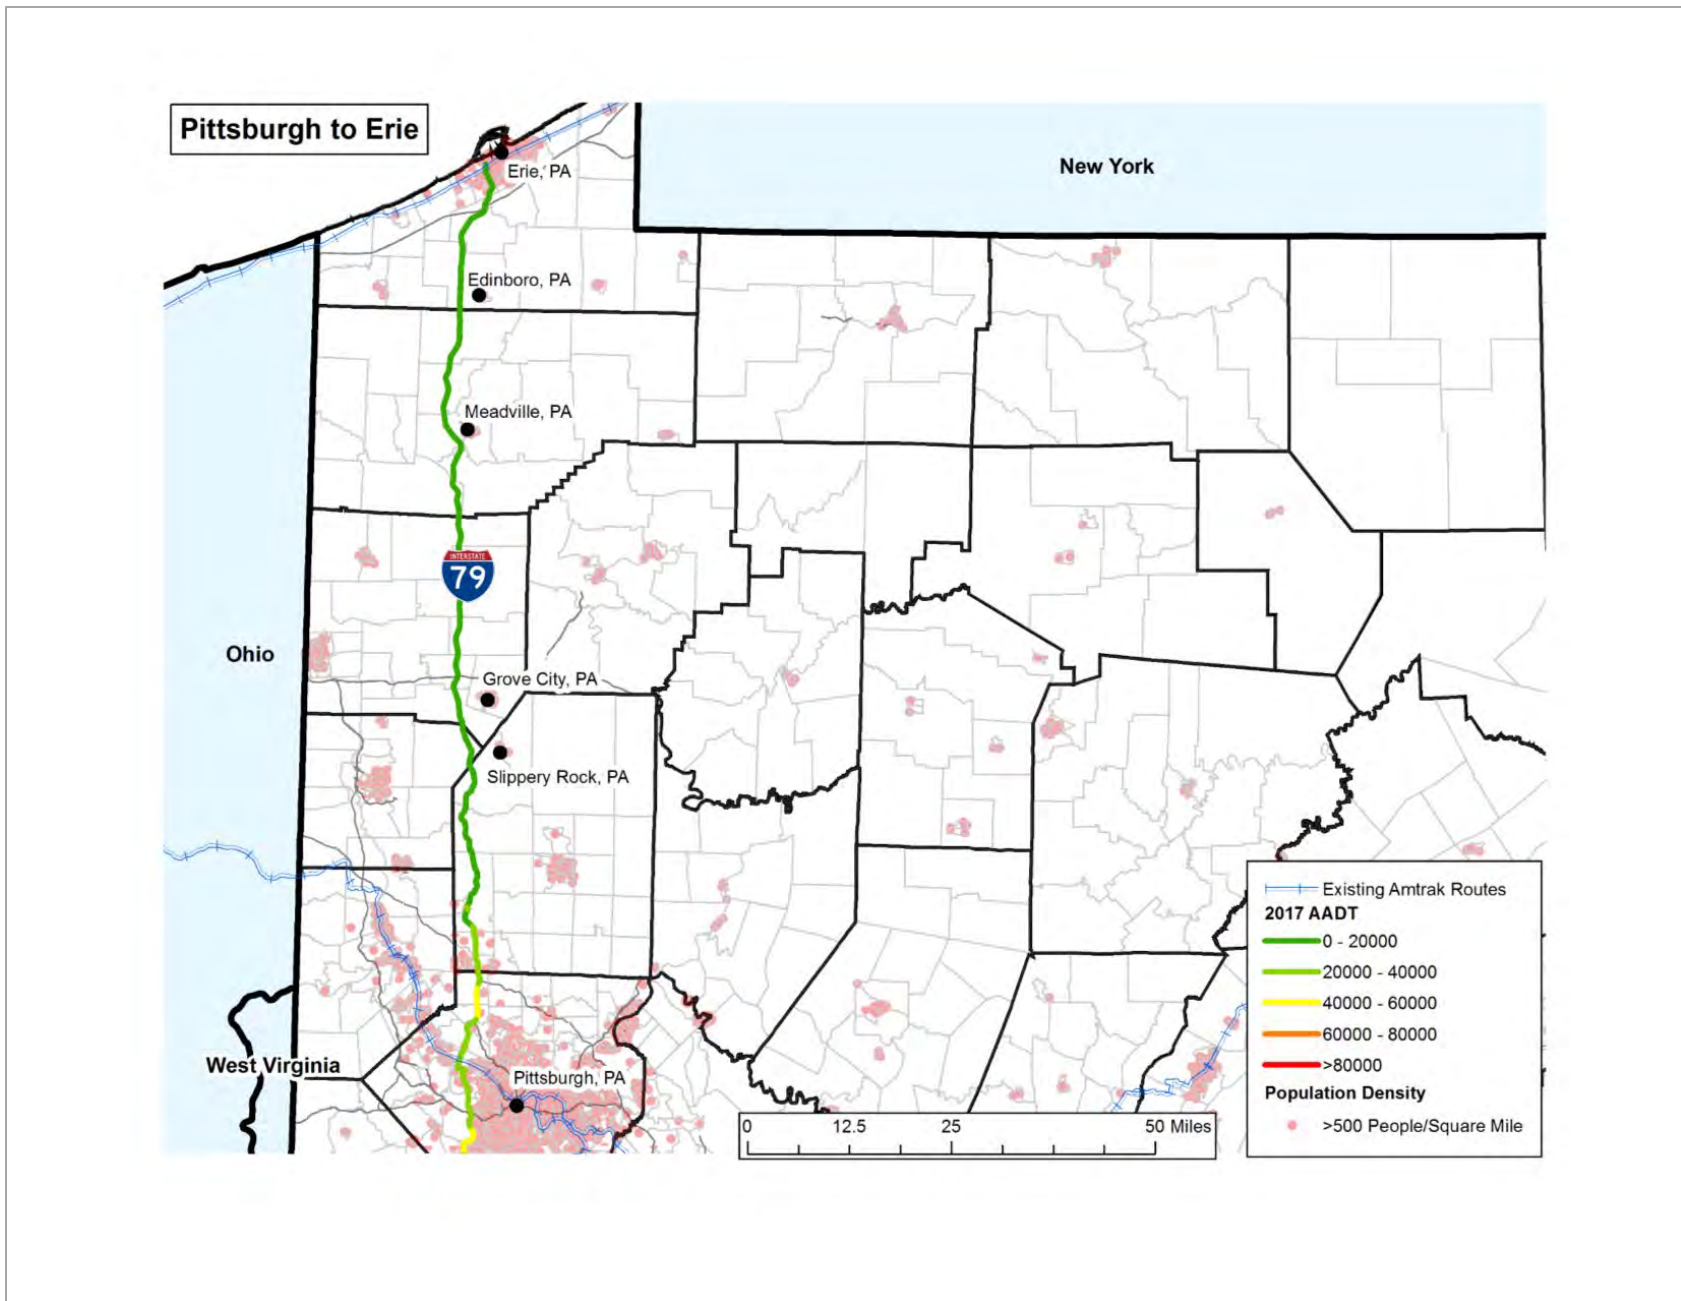 Pittsburgh to Erie
New York
Erie, PA
Edinboro, PA
Meadville, PA
INTERSTATE
79
Ohio
Grove City, PA
Slippery Rock, PA
West Virginia
Pittsburgh, PA
0 12.5 25 50 Miles
Existing Amtrak Routes
2017 AADT
0 - 20000
20000 - 40000
40000 - 60000
60000 - 80000
>80000
Population Density
>500 People/Square Mile